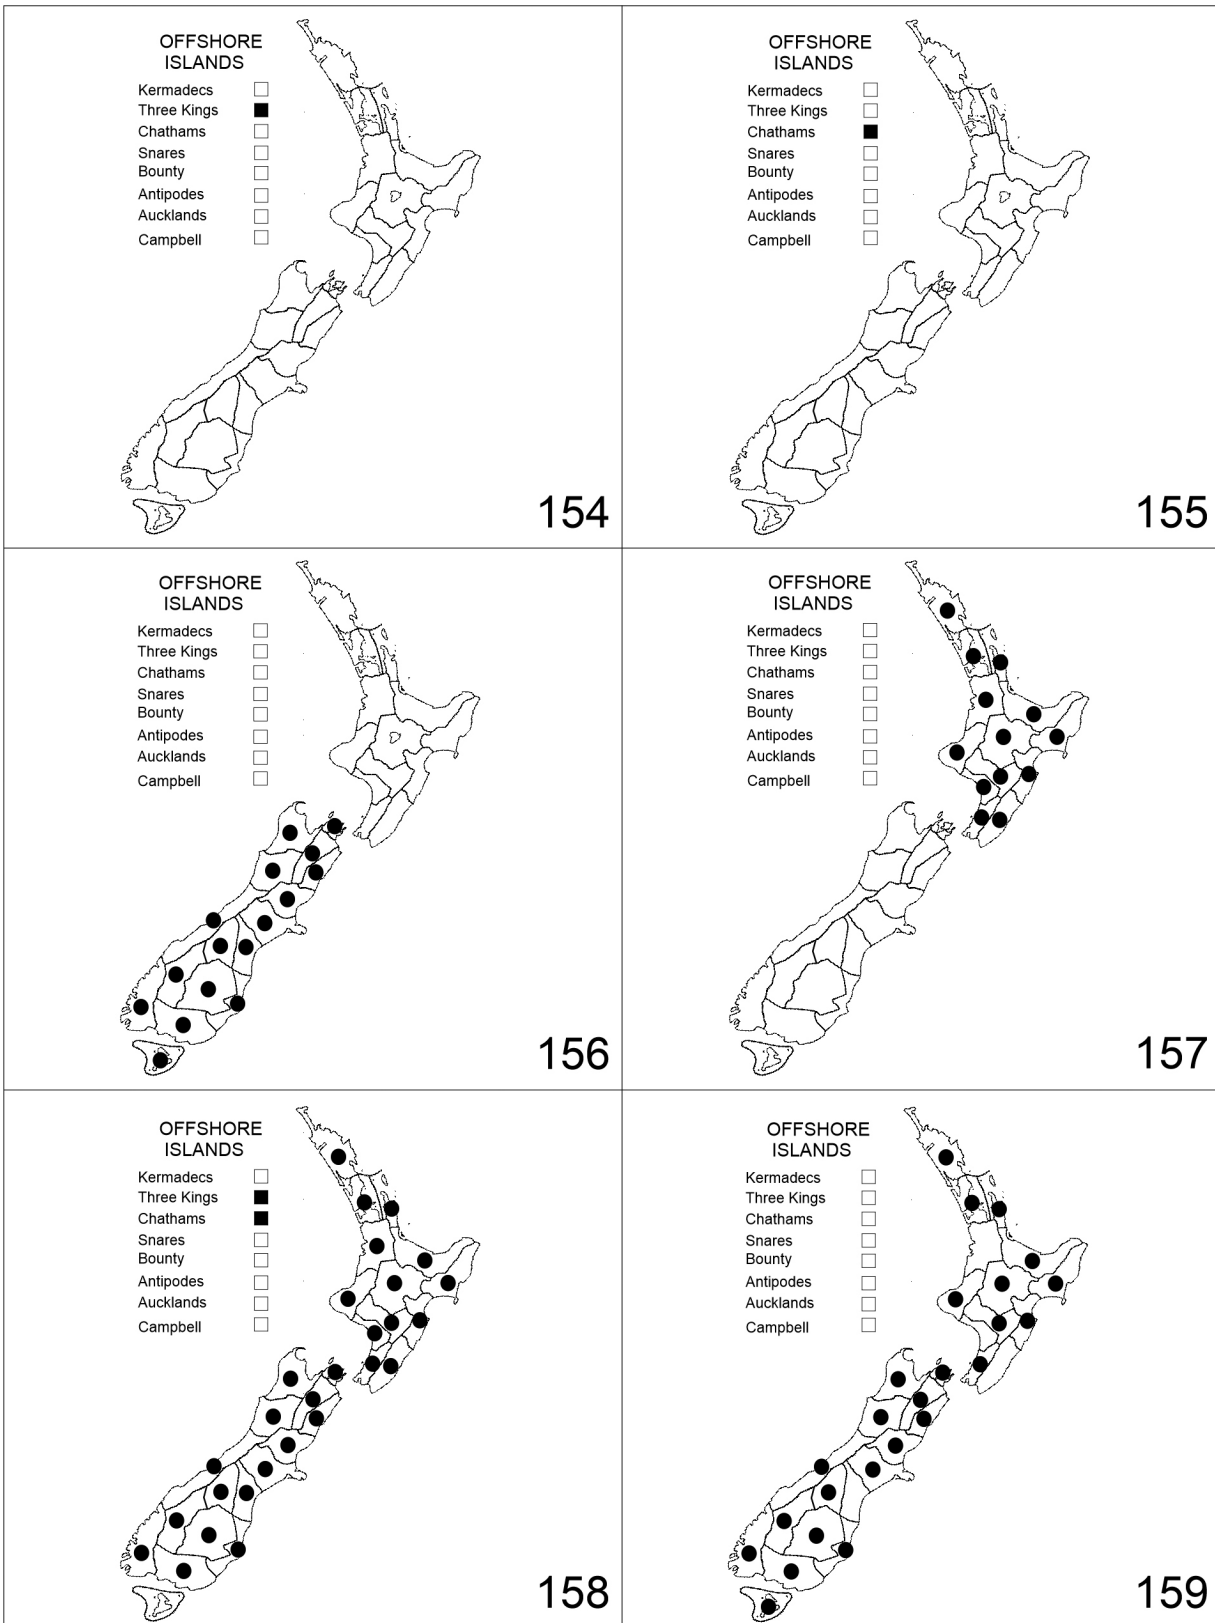 OFFSHORE
ISLANDS
Kermadecs
Three Kings
Chathams
Snares
Bounty
Antipodes
Aucklands
Campbell
154
OFFSHORE
ISLANDS
Kermadecs
Three Kings
Chathams
Snares
Bounty
Antipodes
Aucklands
Campbell
155
OFFSHORE
ISLANDS
Kermadecs
Three Kings
Chathams
Snares
Bounty
Antipodes
Aucklands
Campbell
156
OFFSHORE
ISLANDS
Kermadecs
Three Kings
Chathams
Snares
Bounty
Antipodes
Aucklands
Campbell
157
OFFSHORE
ISLANDS
Kermadecs
Three Kings
Chathams
Snares
Bounty
Antipodes
Aucklands
Campbell
158
OFFSHORE
ISLANDS
Kermadecs
Three Kings
Chathams
Snares
Bounty
Antipodes
Aucklands
Campbell
159